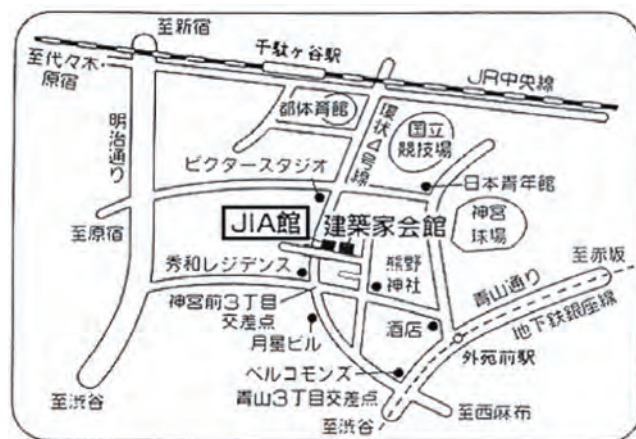 至新宿
千駄ヶ谷駅
至代々木・
原宿
JR中央線
明治通り
都体育館
環状4号線
国立
競技場
ビクタースタジオ
日本青年館
JIA館
建築家会館
神宮
球場
至原宿
秀和レジデンス
熊野
神社
青山通り
至赤坂
神宮前3丁目
交差点
地下鉄銀座線
月星ビル
酒店
外苑前駅
ベルコモンズ
青山3丁目交差点
至渋谷
至渋谷
至西麻布